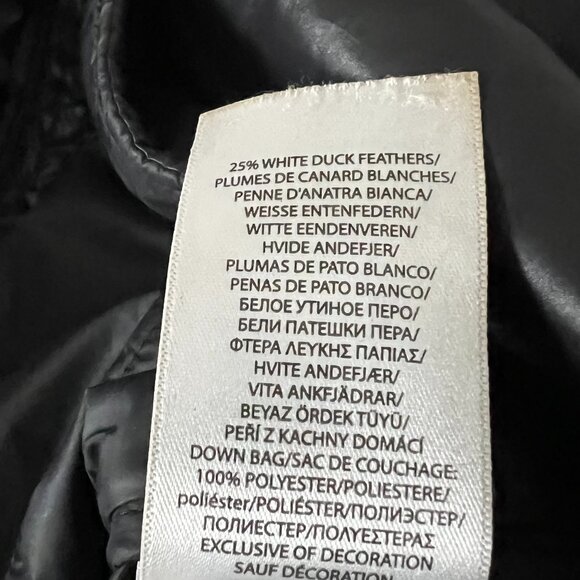 25% WHITE DUCK FEATHERS/
PLUMES DE CANARD BLANCHES/
PENNE D'ANATRA BIANCA/
WEISSE ENTENFEDERN/
WITTE EENDENVEREN/
HVIDE ANDEFJER/
PLUMAS DE PATO BLANCO/
PENAS DE PATO BRANCO/
БЕЛОЕ УТИНОЕ ПЕРО/
БЕЛИ ПАТЕШКИ ПЕРА/
ΦΤΕΡΑ ΛΕΥΚΗΣ ΠΑΠΙΑΣ/
HVITE ANDEFJÆR/
VITA ANKFJÄDRAR/
BEYAZ ÖRDEK TÜYÜ/
PEŘÍ Z KACHNY DOMÁCÍ
DOWN BAG/SAC DE COUCHAGE:
100% POLYESTER/POLIESTERE/
poliéster/POLIÉSTER/ПОЛИЭСТЕР/
ПОЛИЕСТЕР/ΠΟΛΥΕΣΤΕΡΑΣ
EXCLUSIVE OF DECORATION
SAUF DÉCORATION